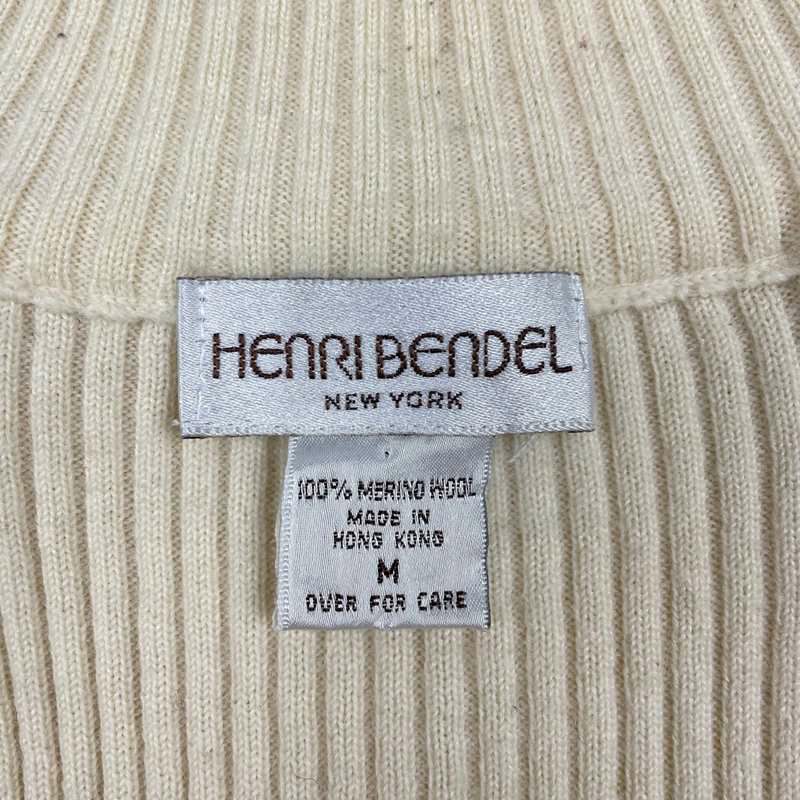 HENRI BENDEL
NEW YORK
100% MERINO WOOL
MADE IN
HONG KONG
M
OVER FOR CARE